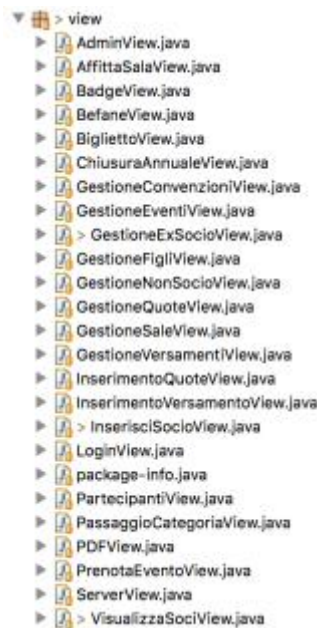 > view
AdminView.java
AffittaSalaView.java
BadgeView.java
BefaneView.java
BigliettoView.java
ChiusuraAnnualeView.java
GestioneConvenzioniView.java
GestioneEventiView.java
> GestioneExSocioView.java
GestioneFigliView.java
GestioneNonSocioView.java
GestioneQuoteView.java
GestioneSaleView.java
GestioneVersamentiView.java
InserimentoQuoteView.java
InserimentoVersamentoView.java
> InserisciSocioView.java
LoginView.java
package-info.java
PartecipantiView.java
PassaggioCategoriaView.java
PDFView.java
PrenotaEventoView.java
ServerView.java
> VisualizzaSociView.java